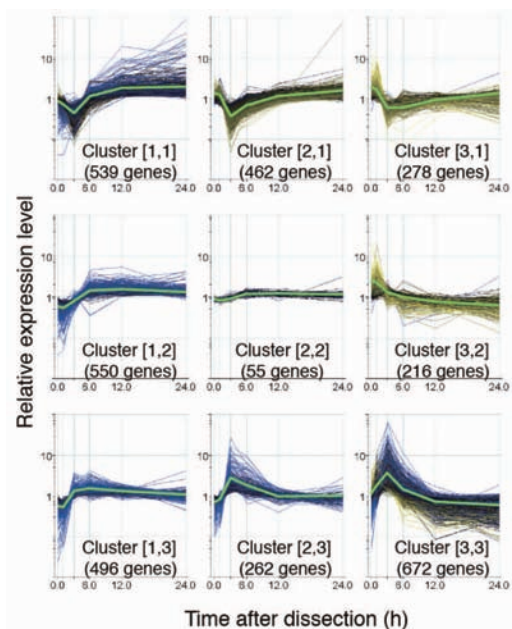 Relative expression level
10
1
Cluster [1,1]
(539 genes)
0.0 6.0 12.0 24.0
10
1
Cluster [2,1]
(462 genes)
0.0 6.0 12.0 24.0
10
1
Cluster [3,1]
(278 genes)
0.0 6.0 12.0 24.0
10
1
Cluster [1,2]
(550 genes)
0.0 6.0 12.0 24.0
10
1
Cluster [2,2]
(55 genes)
0.0 6.0 12.0 24.0
10
1
Cluster [3,2]
(216 genes)
0.0 6.0 12.0 24.0
10
1
Cluster [1,3]
(496 genes)
0.0 6.0 12.0 24.0
10
1
Cluster [2,3]
(262 genes)
0.0 6.0 12.0 24.0
10
1
Cluster [3,3]
(672 genes)
0.0 6.0 12.0 24.0
Time after dissection (h)